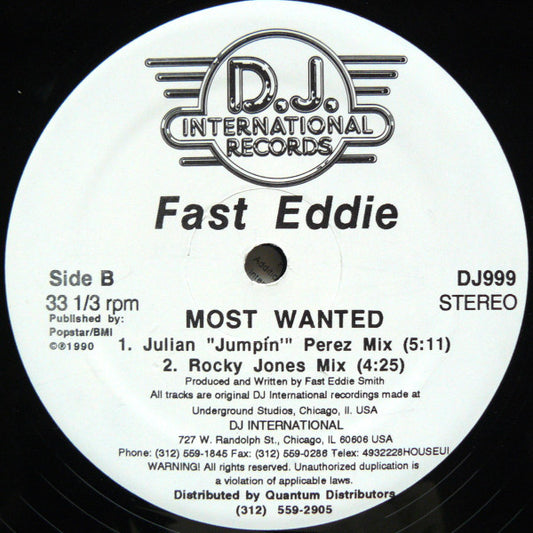 D.J.
INTERNATIONAL
RECORDS
Fast Eddie
Side B
DJ999
33 1/3 rpm
STEREO
Published by:
Popstar/BMI
©℗1990
MOST WANTED
1. Julian "Jumpín'" Perez Mix (5:11)
2. Rocky Jones Mix (4:25)
Produced and Written by Fast Eddie Smith
All tracks are original DJ International recordings made at
Underground Studios, Chicago, Il. USA
DJ INTERNATIONAL
727 W. Randolph St., Chicago, IL 60606 USA
Phone: (312) 559-1845 Fax: (312) 559-0286 Telex: 4932228HOUSEUI
WARNING! All rights reserved. Unauthorized duplication is
a violation of applicable laws.
Distributed by Quantum Distributors
(312) 559-2905